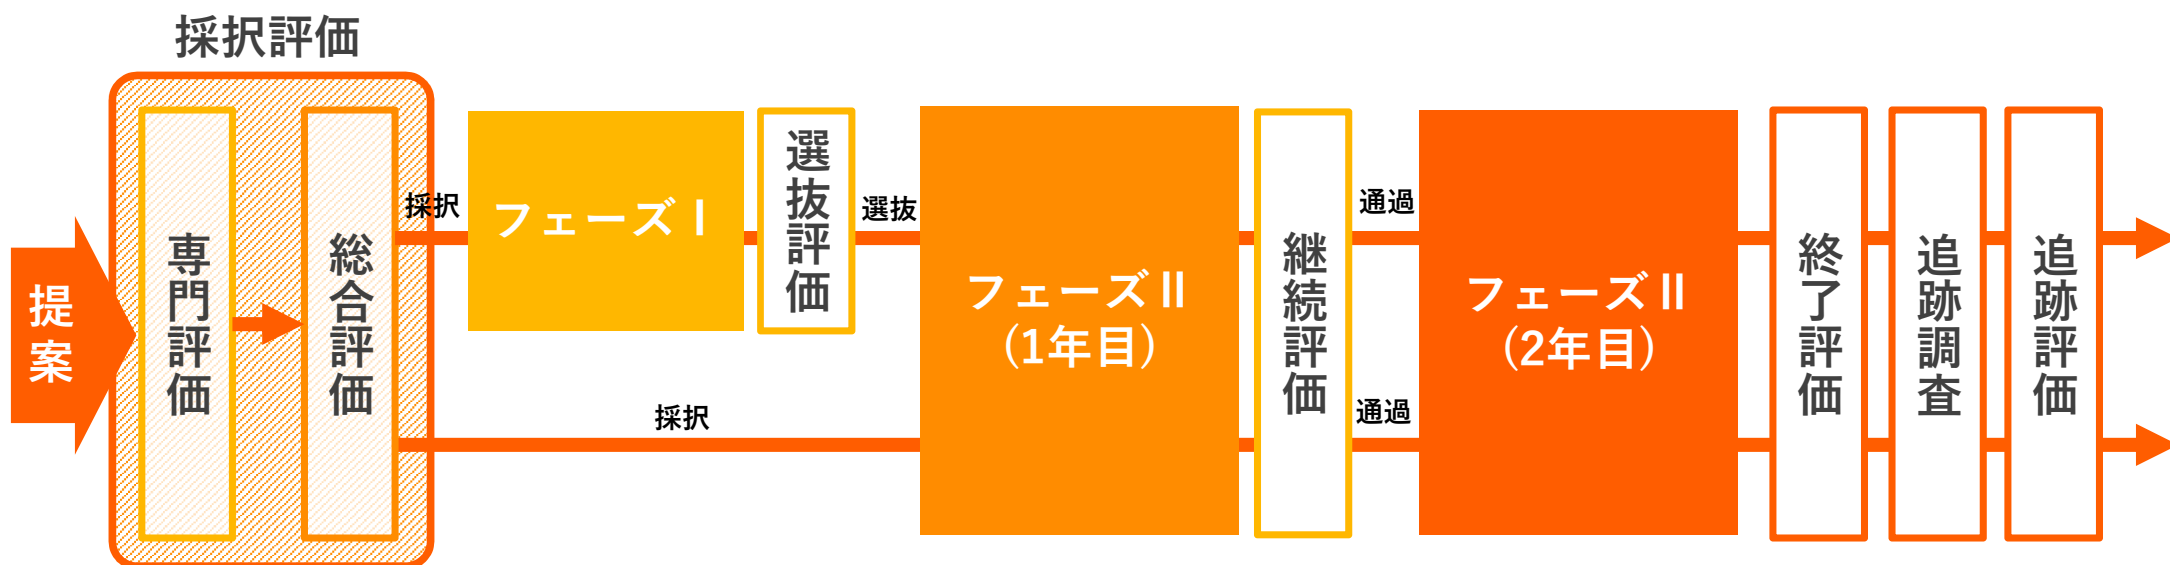 採択評価
提案
専門評価
総合評価
採択
フェーズⅠ
選抜評価
選抜
採択
フェーズⅡ
(1年目)
継続評価
通過
通過
フェーズⅡ
(2年目)
終了評価
追跡調査
追跡評価